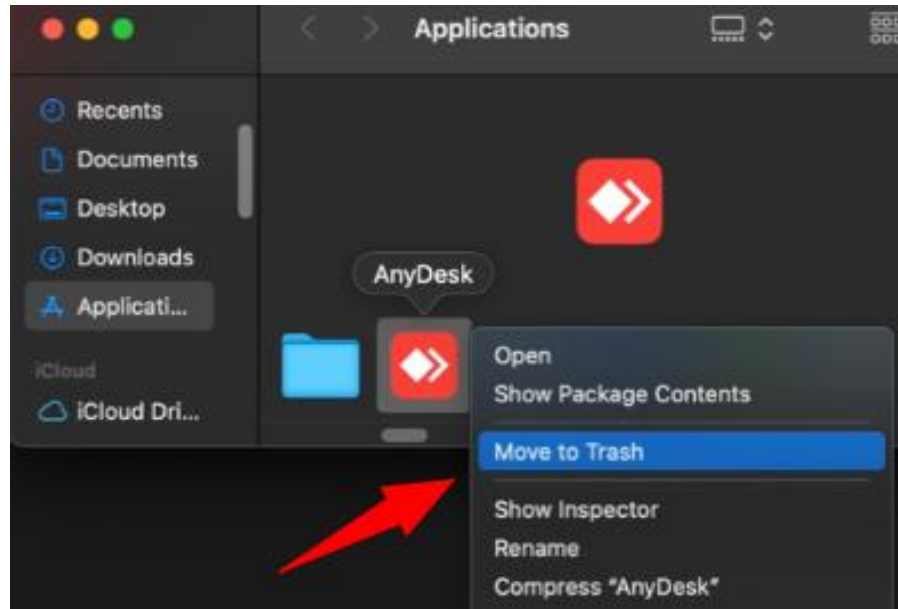 Applications
Recents
Documents
Desktop
Downloads
Applicati...
iCloud
iCloud Dri...
AnyDesk
Open
Show Package Contents
Move to Trash
Show Inspector
Rename
Compress “AnyDesk”